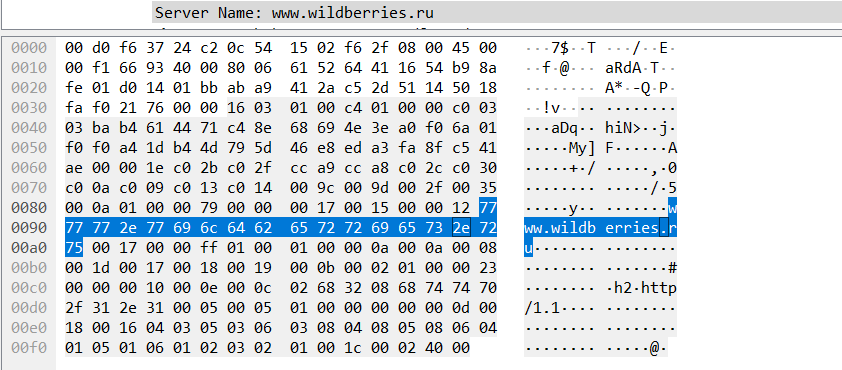 Server Name: www.wildberries.ru
0000 00 d0 f6 37 24 c2 0c 54 15 02 f6 2f 08 00 45 00 ···7$··T ···/··E·
0010 00 f1 66 93 40 00 80 06 61 52 64 41 16 54 b9 8a ··f·@··· aRdA·T··
0020 fe 01 d0 14 01 bb ab a9 41 2a c5 2d 51 14 50 18 ········ A*·-Q·P·
0030 fa f0 21 76 00 00 16 03 01 00 c4 01 00 00 c0 03 ··!v···· ········
0040 03 ba b4 61 44 71 c4 8e 68 69 4e 3e a0 f0 6a 01 ···aDq·· hiN>··j·
0050 f0 f0 a4 1d b4 4d 79 5d 46 e8 ed a3 fa 8f c5 41 ·····My] F······A
0060 ae 00 00 1e c0 2b c0 2f cc a9 cc a8 c0 2c c0 30 ·····+·/ ·····,·0
0070 c0 0a c0 09 c0 13 c0 14 00 9c 00 9d 00 2f 00 35 ········ ·····/·5
0080 00 0a 01 00 00 79 00 00 00 17 00 15 00 00 12 77 ·····y·· ·······w
0090 77 77 2e 77 69 6c 64 62 65 72 72 69 65 73 2e 72 ww.wildb erries.r
00a0 75 00 17 00 00 ff 01 00 01 00 00 0a 00 0a 00 08 u······· ········
00b0 00 1d 00 17 00 18 00 19 00 0b 00 02 01 00 00 23 ········ ·······#
00c0 00 00 00 10 00 0e 00 0c 02 68 32 08 68 74 74 70 ········ ·h2·http
00d0 2f 31 2e 31 00 05 00 05 01 00 00 00 00 00 0d 00 /1.1···· ········
00e0 18 00 16 04 03 05 03 06 03 08 04 08 05 08 06 04 ········ ········
00f0 01 05 01 06 01 02 03 02 01 00 1c 00 02 40 00 ········ ·····@·